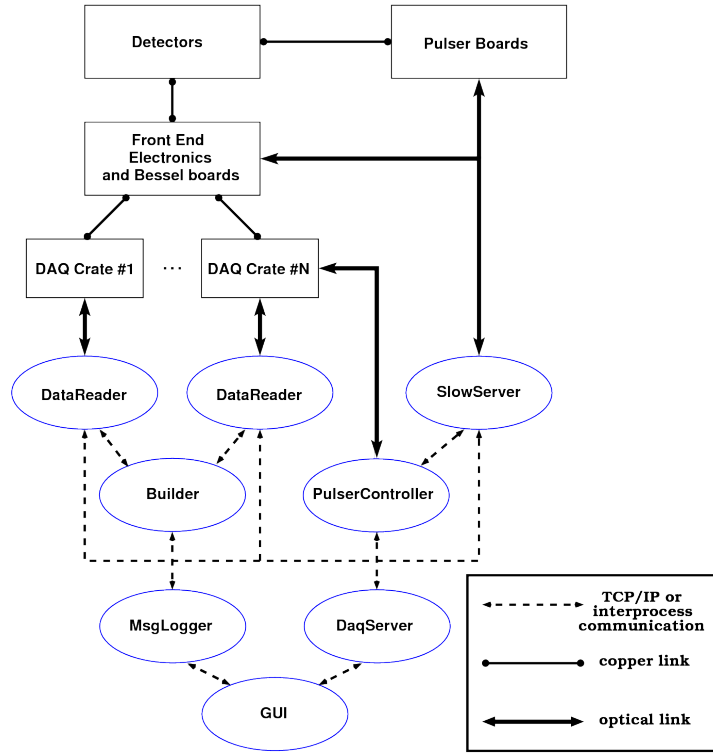 Detectors
Pulser Boards
Front End
Electronics
and Bessel boards
DAQ Crate #1
...
DAQ Crate #N
DataReader
DataReader
SlowServer
Builder
PulserController
MsgLogger
DaqServer
GUI
TCP/IP or
interprocess
communication
copper link
optical link